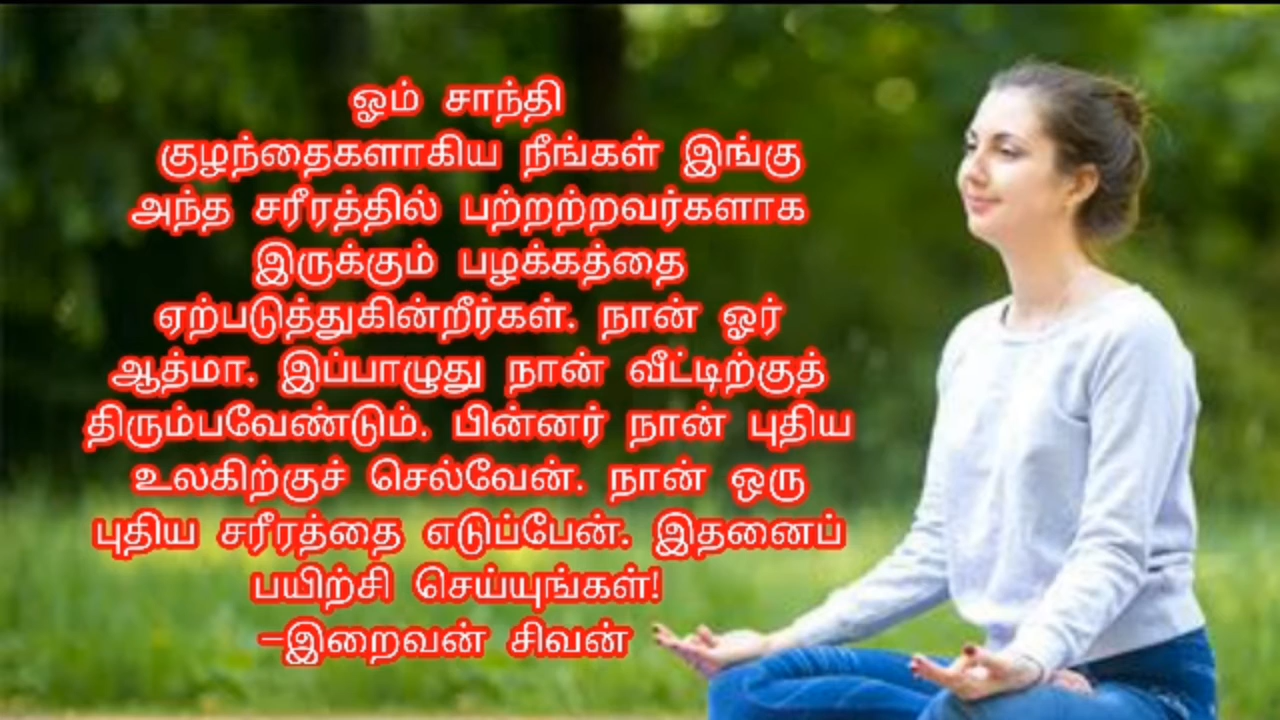 ஓம் சாந்தி
குழந்தைகளாகிய நீங்கள் இங்கு
அந்த சரீரத்தில் பற்றற்றவர்களாக
இருக்கும் பழக்கத்தை
ஏற்படுத்துகின்றீர்கள். நான் ஓர்
ஆத்மா. இப்பாழுது நான் வீட்டிற்குத்
திரும்பவேண்டும். பின்னர் நான் புதிய
உலகிற்குச் செல்வேன். நான் ஒரு
புதிய சரீரத்தை எடுப்பேன். இதனைப்
பயிற்சி செய்யுங்கள்!
-இறைவன் சிவன்